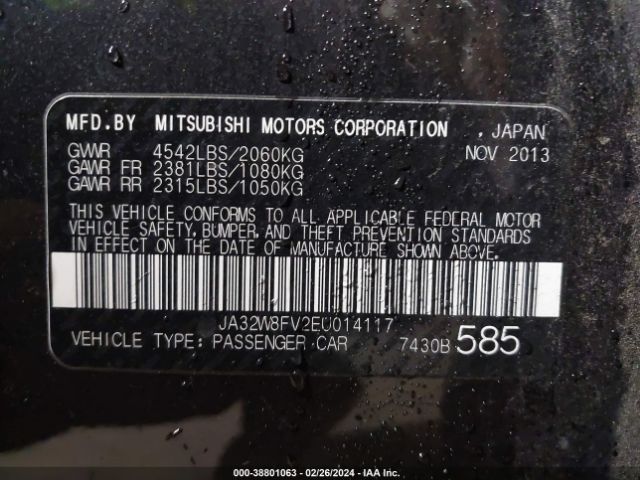 MFD.BY MITSUBISHI MOTORS CORPORATION , JAPAN
GVWR 4542LBS/2060KG NOV 2013
GAWR FR 2381LBS/1080KG
GAWR RR 2315LBS/1050KG
THIS VEHICLE CONFORMS TO ALL APPLICABLE FEDERAL MOTOR
VEHICLE SAFETY, BUMPER, AND THEFT PREVENTION STANDARDS
IN EFFECT ON THE DATE OF MANUFACTURE SHOWN ABOVE.
JA32W8FV2EU014117
VEHICLE TYPE: PASSENGER CAR 7430B 585
000-38801063 - 02/26/2024 - IAA Inc.